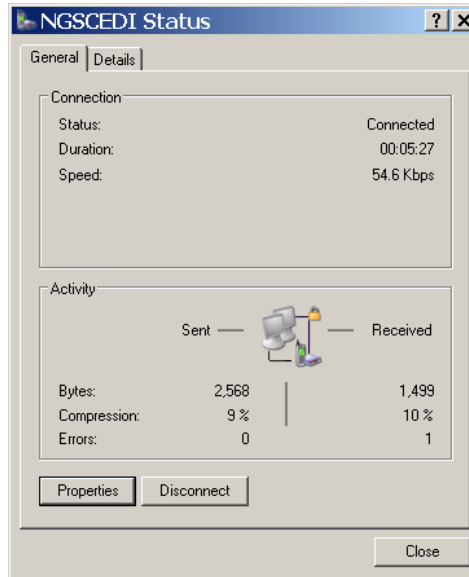 NGSCEDI Status
General Details
Connection
Status: Connected
Duration: 00:05:27
Speed: 54.6 Kbps
Activity
Sent Received
Bytes: 2,568 1,499
Compression: 9 % 10 %
Errors: 0 1
Properties Disconnect
Close